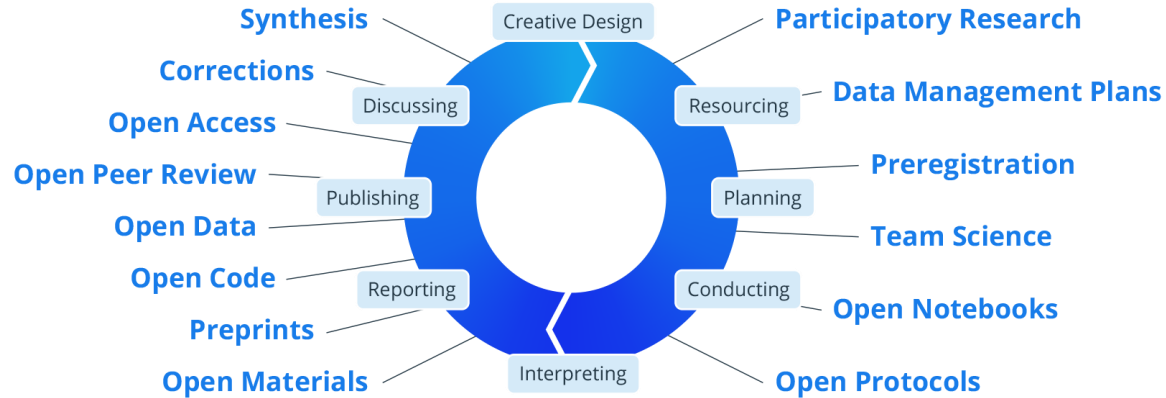 Creative Design
Synthesis
Participatory Research
Corrections
Discussing
Resourcing
Data Management Plans
Open Access
Preregistration
Open Peer Review
Publishing
Planning
Open Data
Team Science
Open Code
Reporting
Conducting
Open Notebooks
Preprints
Open Materials
Interpreting
Open Protocols